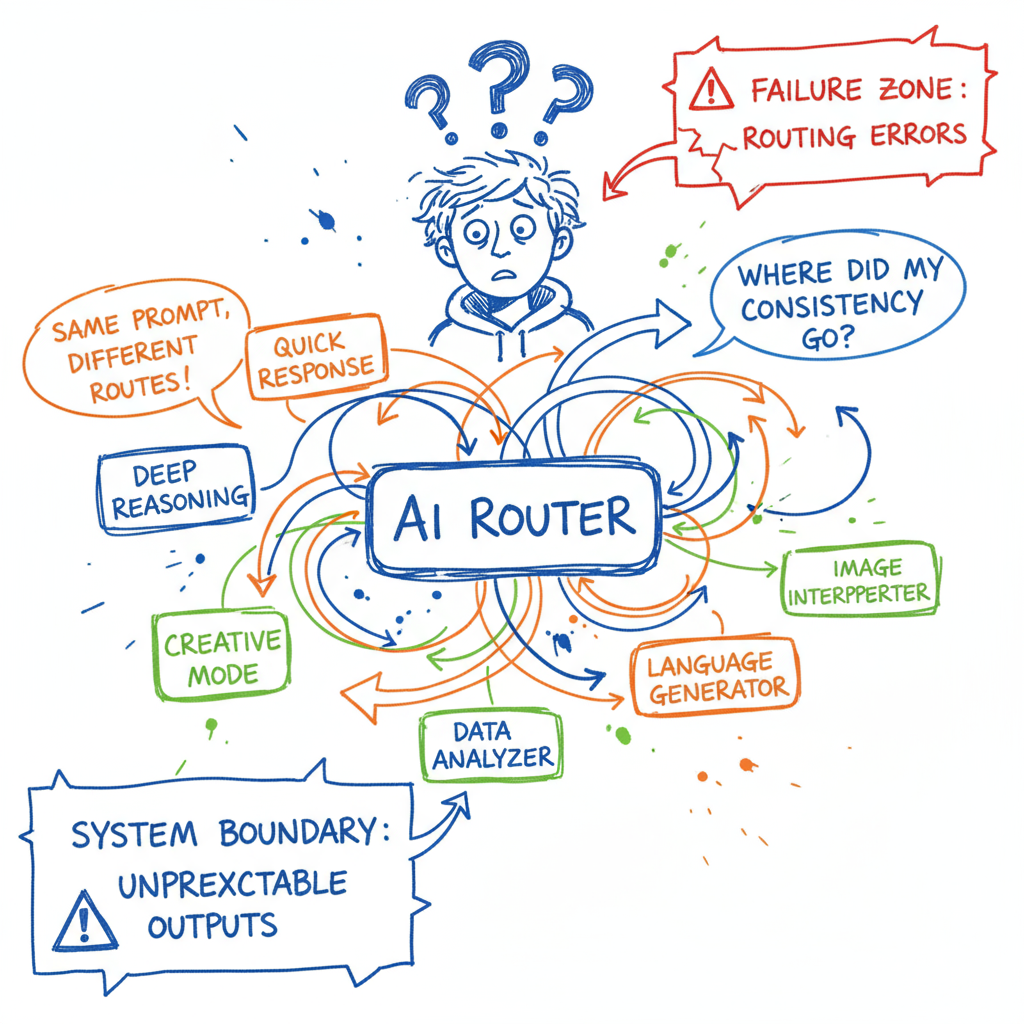 ???
FAILURE ZONE:
ROUTING ERRORS
WHERE DID MY
CONSISTENCY
GO?
SAME PROMPT,
DIFFERENT
ROUTES!
QUICK
RESPONSE
DEEP
REASONING
AI ROUTER
IMAGE
INTERPPERTER
CREATIVE
MODE
LANGUAGE
GENERATOR
DATA
ANALYZER
SYSTEM BOUNDARY:
UNPREXCTABLE
OUTPUTS